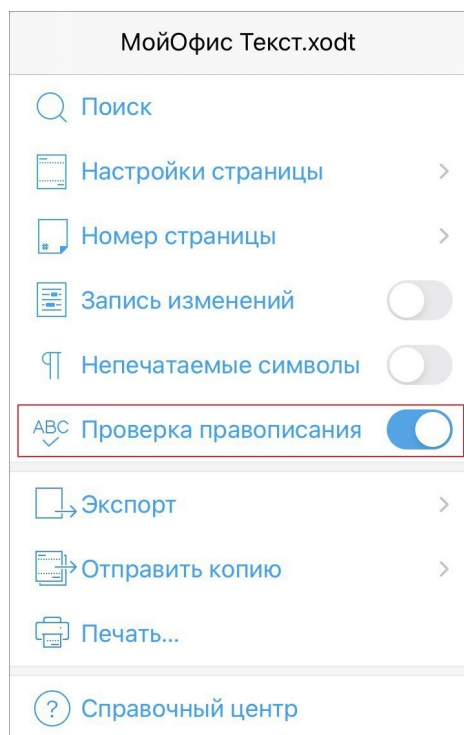 МойОфис Текст.xodt
Поиск
Настройки страницы
# Номер страницы
Запись изменений
Непечатаемые символы
ABC Проверка правописания
Экспорт
Отправить копию
Печать...
? Справочный центр